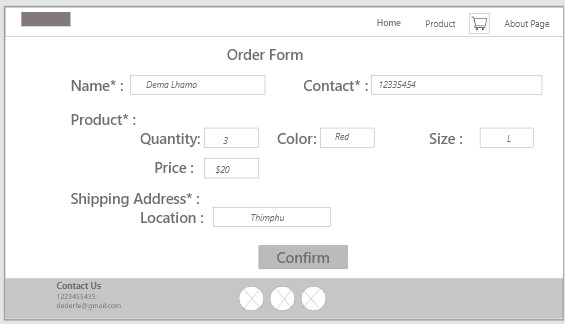 Home Product About Page
Order Form
Name* : Dema Lhamo Contact* : 12335454
Product* :
Quantity: 3 Color: Red Size : L
Price : $20
Shipping Address* :
Location : Thimphu
Confirm
Contact Us
1223455435
dederfe@gmail.com